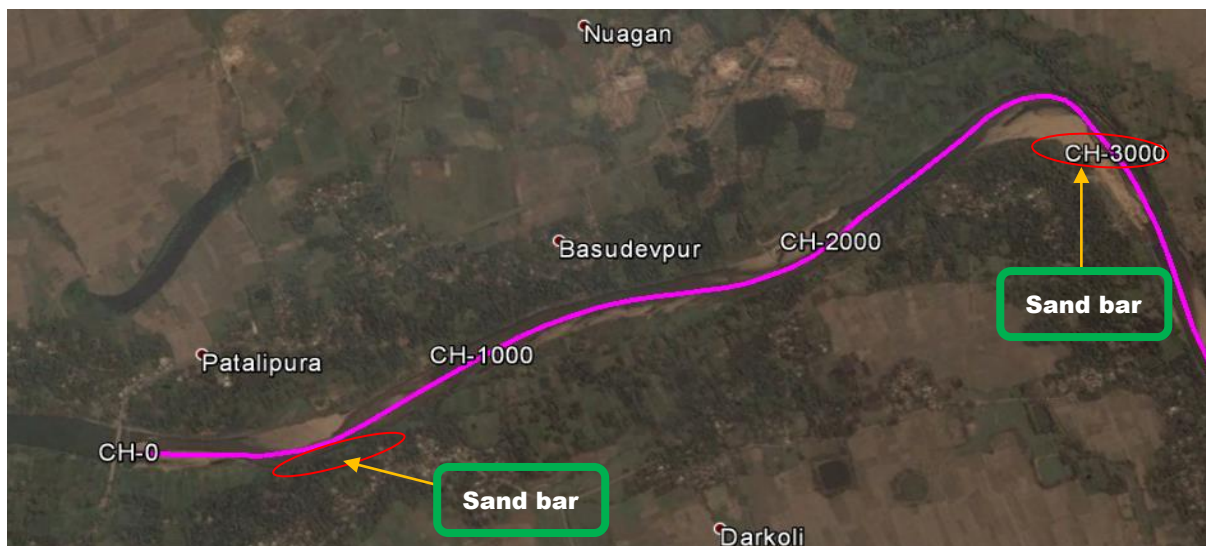 Nuagan
CH-3000
Basudevpur
CH-2000
Sand bar
CH-1000
Patalipura
CH-0
Sand bar
Darkoli